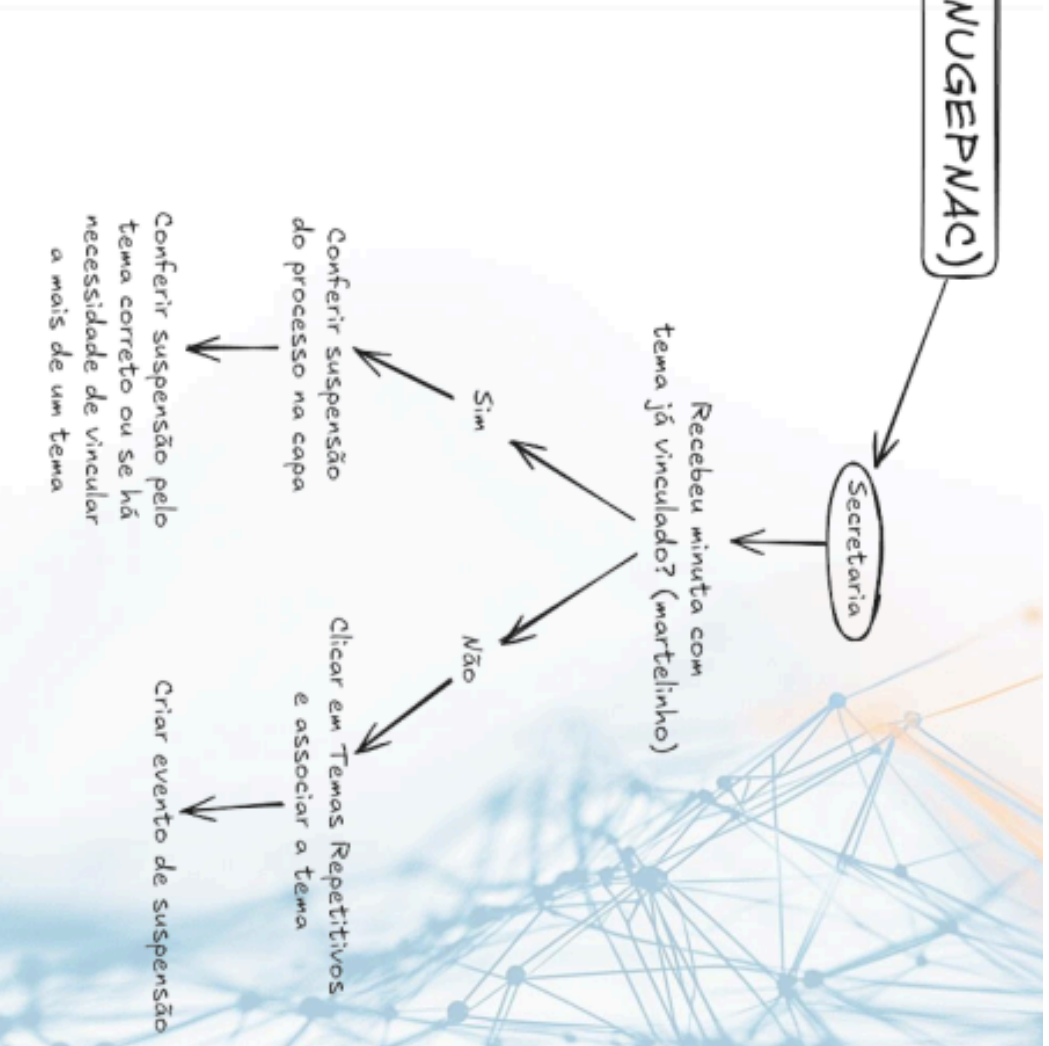 NUGEPNAC)
Secretaria
Recebeu minuta com
tema já vinculado? (martelinho)
Sim
Conferir suspensão
do processo na capa
Conferir suspensão pelo
tema correto ou se há
necessidade de vincular
a mais de um tema
Não
Clicar em Temas Repetitivos
e associar a tema
Criar evento de suspensão